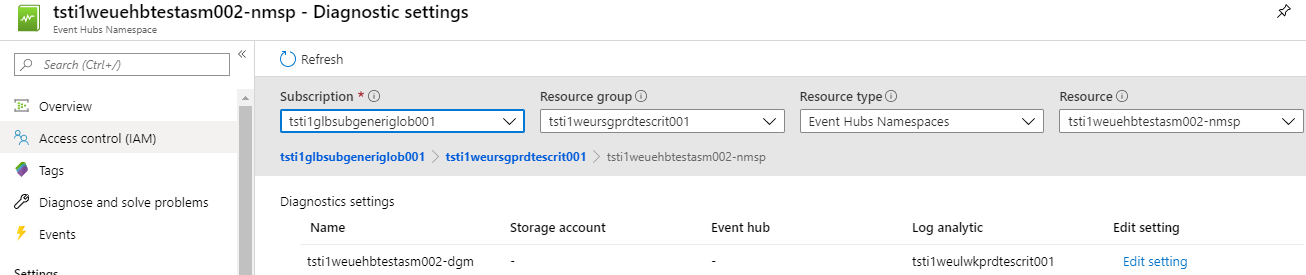 tsti1weuehbtestasm002-nmsp - Diagnostic settings
Event Hubs Namespace
Search (Ctrl+/)
«
Overview
Access control (IAM)
Tags
Diagnose and solve problems
Events
Settings
Refresh
Subscription * Resource group Resource type Resource
tsti1glbsubgeneriglob001 tsti1weursgprdtescrit001 Event Hubs Namespaces tsti1weuehbtestasm002-nmsp
tsti1glbsubgeneriglob001 > tsti1weursgprdtescrit001 > tsti1weuehbtestasm002-nmsp
Diagnostics settings
Name Storage account Event hub Log analytic Edit setting
tsti1weuehbtestasm002-dgm - - tsti1weulwkprdtescrit001 Edit setting